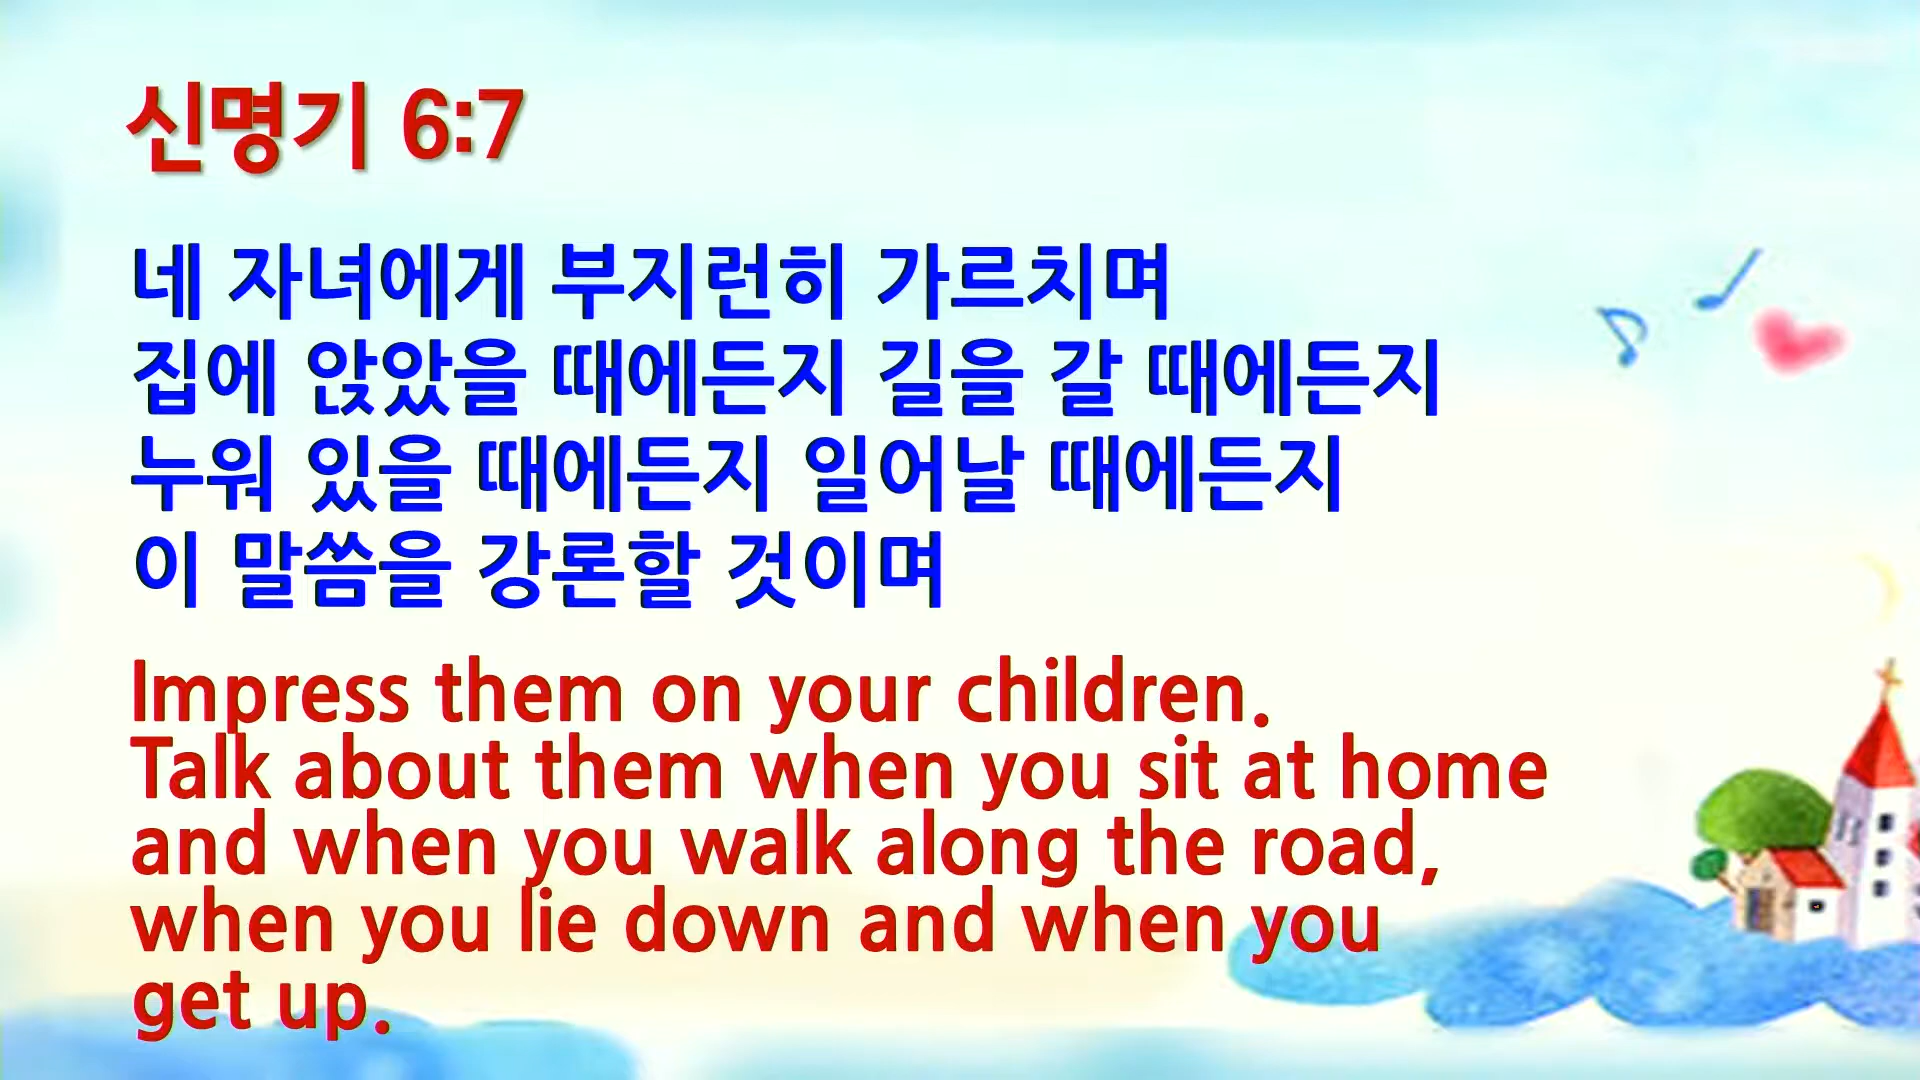 신명기 6:7
네 자녀에게 부지런히 가르치며
집에 앉았을 때에든지 길을 갈 때에든지
누워 있을 때에든지 일어날 때에든지
이 말씀을 강론할 것이며
Impress them on your children.
Talk about them when you sit at home
and when you walk along the road,
when you lie down and when you
get up.